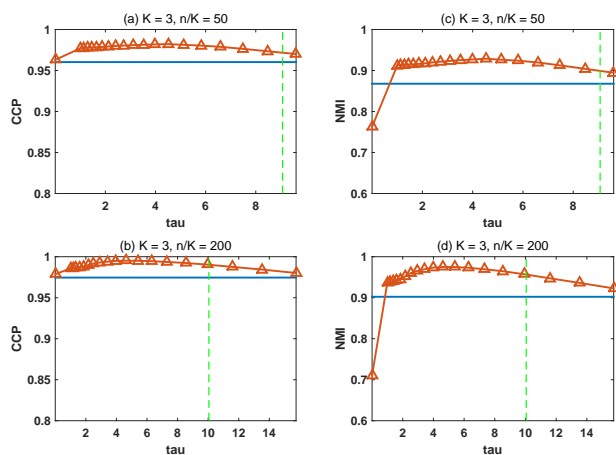 (a) K = 3, n/K = 50
1
0.95
0.9
0.85
0.8
CCP
2 4 6 8
tau
(c) K = 3, n/K = 50
1
0.9
0.8
0.7
0.6
NMI
2 4 6 8
tau
(b) K = 3, n/K = 200
1
0.95
0.9
0.85
0.8
CCP
2 4 6 8 10 12 14
tau
(d) K = 3, n/K = 200
1
0.9
0.8
0.7
0.6
NMI
2 4 6 8 10 12 14
tau